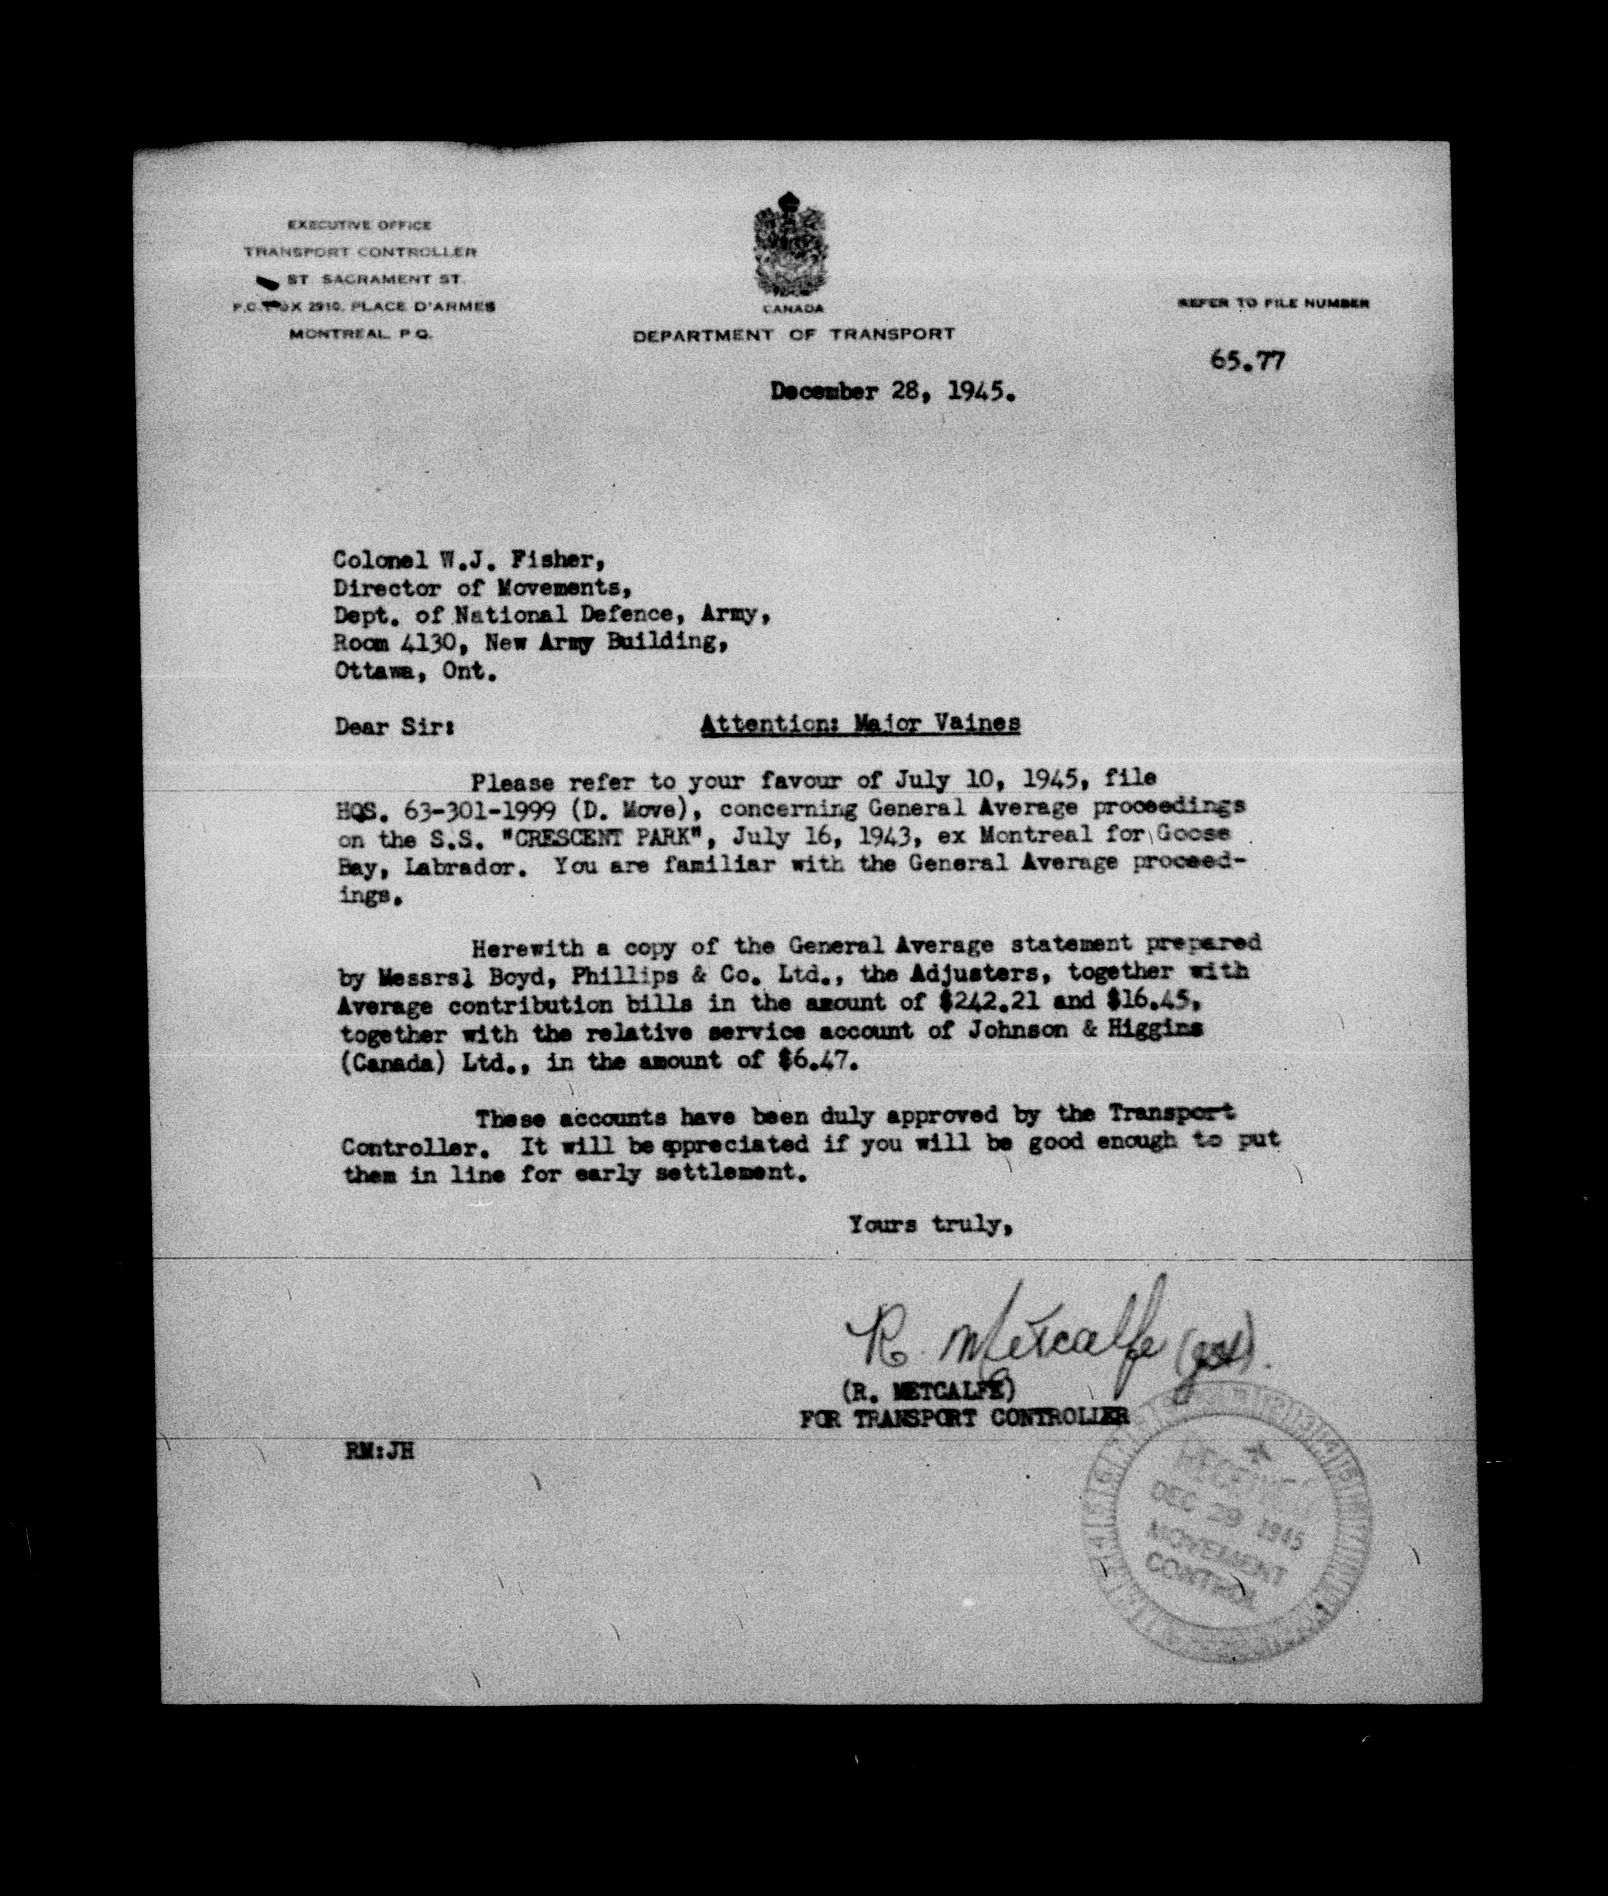 EXECUTIVE OFFICE
TRANSPORT CONTROLLER
ST. SACRAMENT ST.
P.O. BOX 2910, PLACE D'ARMES
MONTREAL, P.Q.
CANADA
DEPARTMENT OF TRANSPORT
REFER TO FILE NUMBER
65.77
December 28, 1945.
Colonel W.J. Fisher,
Director of Movements,
Dept. of National Defence, Army,
Room 4130, New Army Building,
Ottawa, Ont.
Dear Sir: Attention: Major Vaines
Please refer to your favour of July 10, 1945, file
HQS. 63-301-1999 (D. Move), concerning General Average proceedings
on the S.S. "CRESCENT PARK", July 16, 1943, ex Montreal for Goose
Bay, Labrador. You are familiar with the General Average proceed-
ings.
Herewith a copy of the General Average statement prepared
by Messrsl Boyd, Phillips & Co. Ltd., the Adjusters, together with
Average contribution bills in the amount of $242.21 and $16.45,
together with the relative service account of Johnson & Higgins
(Canada) Ltd., in the amount of $6.47.
These accounts have been duly approved by the Transport
Controller. It will be appreciated if you will be good enough to put
them in line for early settlement.
Yours truly,
R. Metcalfe
(R. METCALFE)
FOR TRANSPORT CONTROLLER
RM:JH
RECEIVED
DEC 29 1945
MOVEMENT
CONTROL